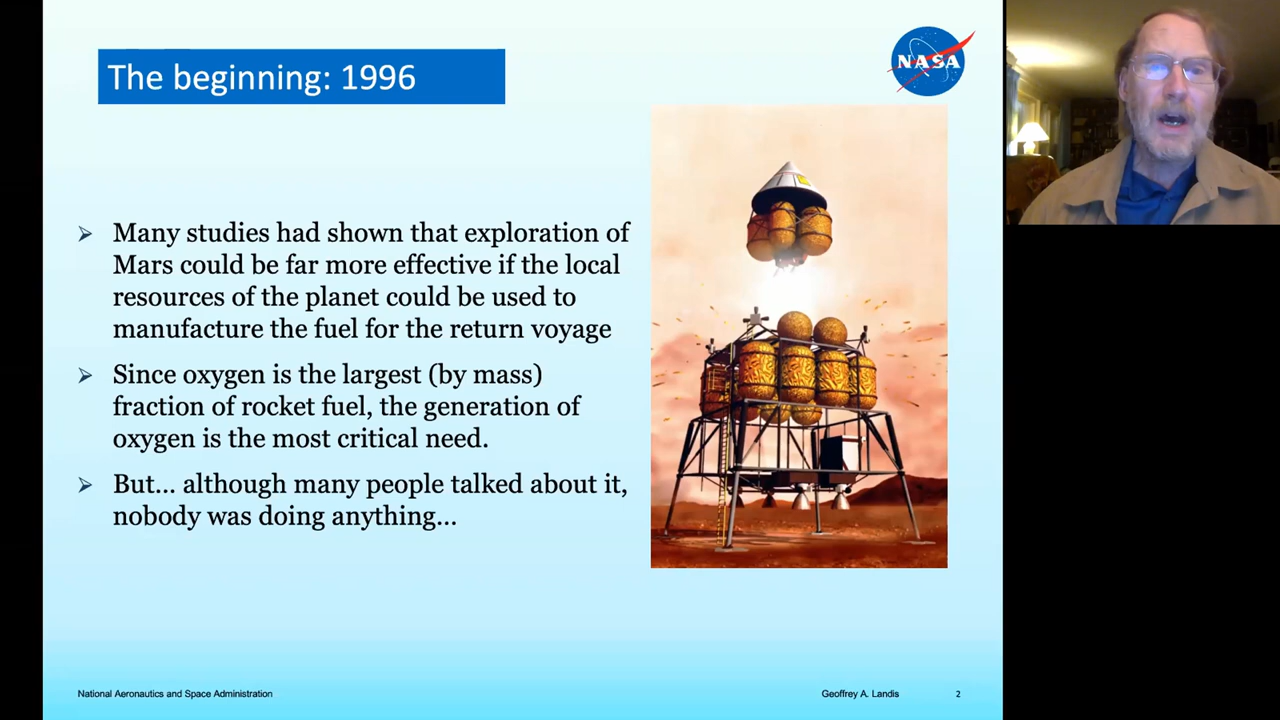 The beginning: 1996
NASA
Many studies had shown that exploration of
Mars could be far more effective if the local
resources of the planet could be used to
manufacture the fuel for the return voyage
Since oxygen is the largest (by mass)
fraction of rocket fuel, the generation of
oxygen is the most critical need.
But... although many people talked about it,
nobody was doing anything...
National Aeronautics and Space Administration
Geoffrey A. Landis
2